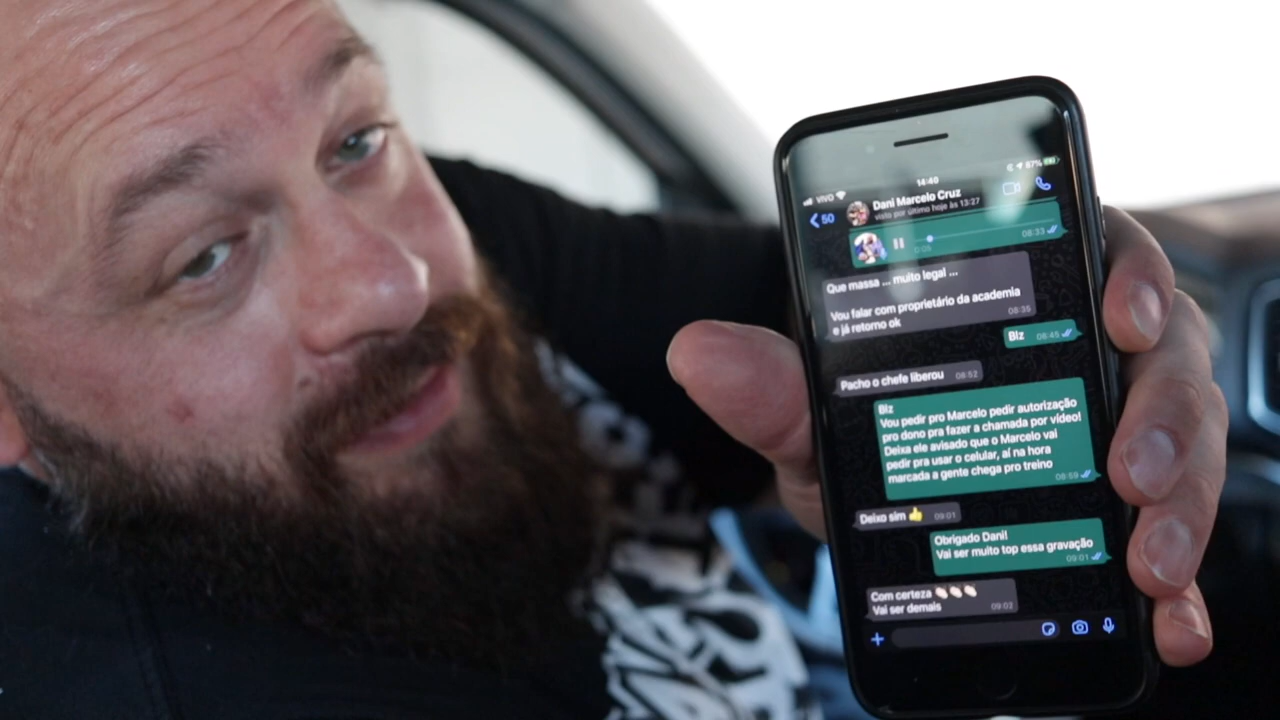 VIVO
14:40
87%
50
Dani Marcelo Cruz
visto por último hoje às 13:27
0:05
08:33
Que massa ... muito legal ...
Vou falar com proprietário da academia
e já retorno ok
08:35
Blz
08:45
Pacho o chefe liberou
08:52
Blz
Vou pedir pro Marcelo pedir autorização
pro dono pra fazer a chamada por vídeo!
Deixa ele avisado que o Marcelo vai
pedir pra usar o celular, aí na hora
marcada a gente chega pro treino
08:59
Deixo sim 👍
09:01
Obrigado Dani!
Vai ser muito top essa gravação
09:01
Com certeza 👏🏻👏🏻👏🏻
Vai ser demais
09:02